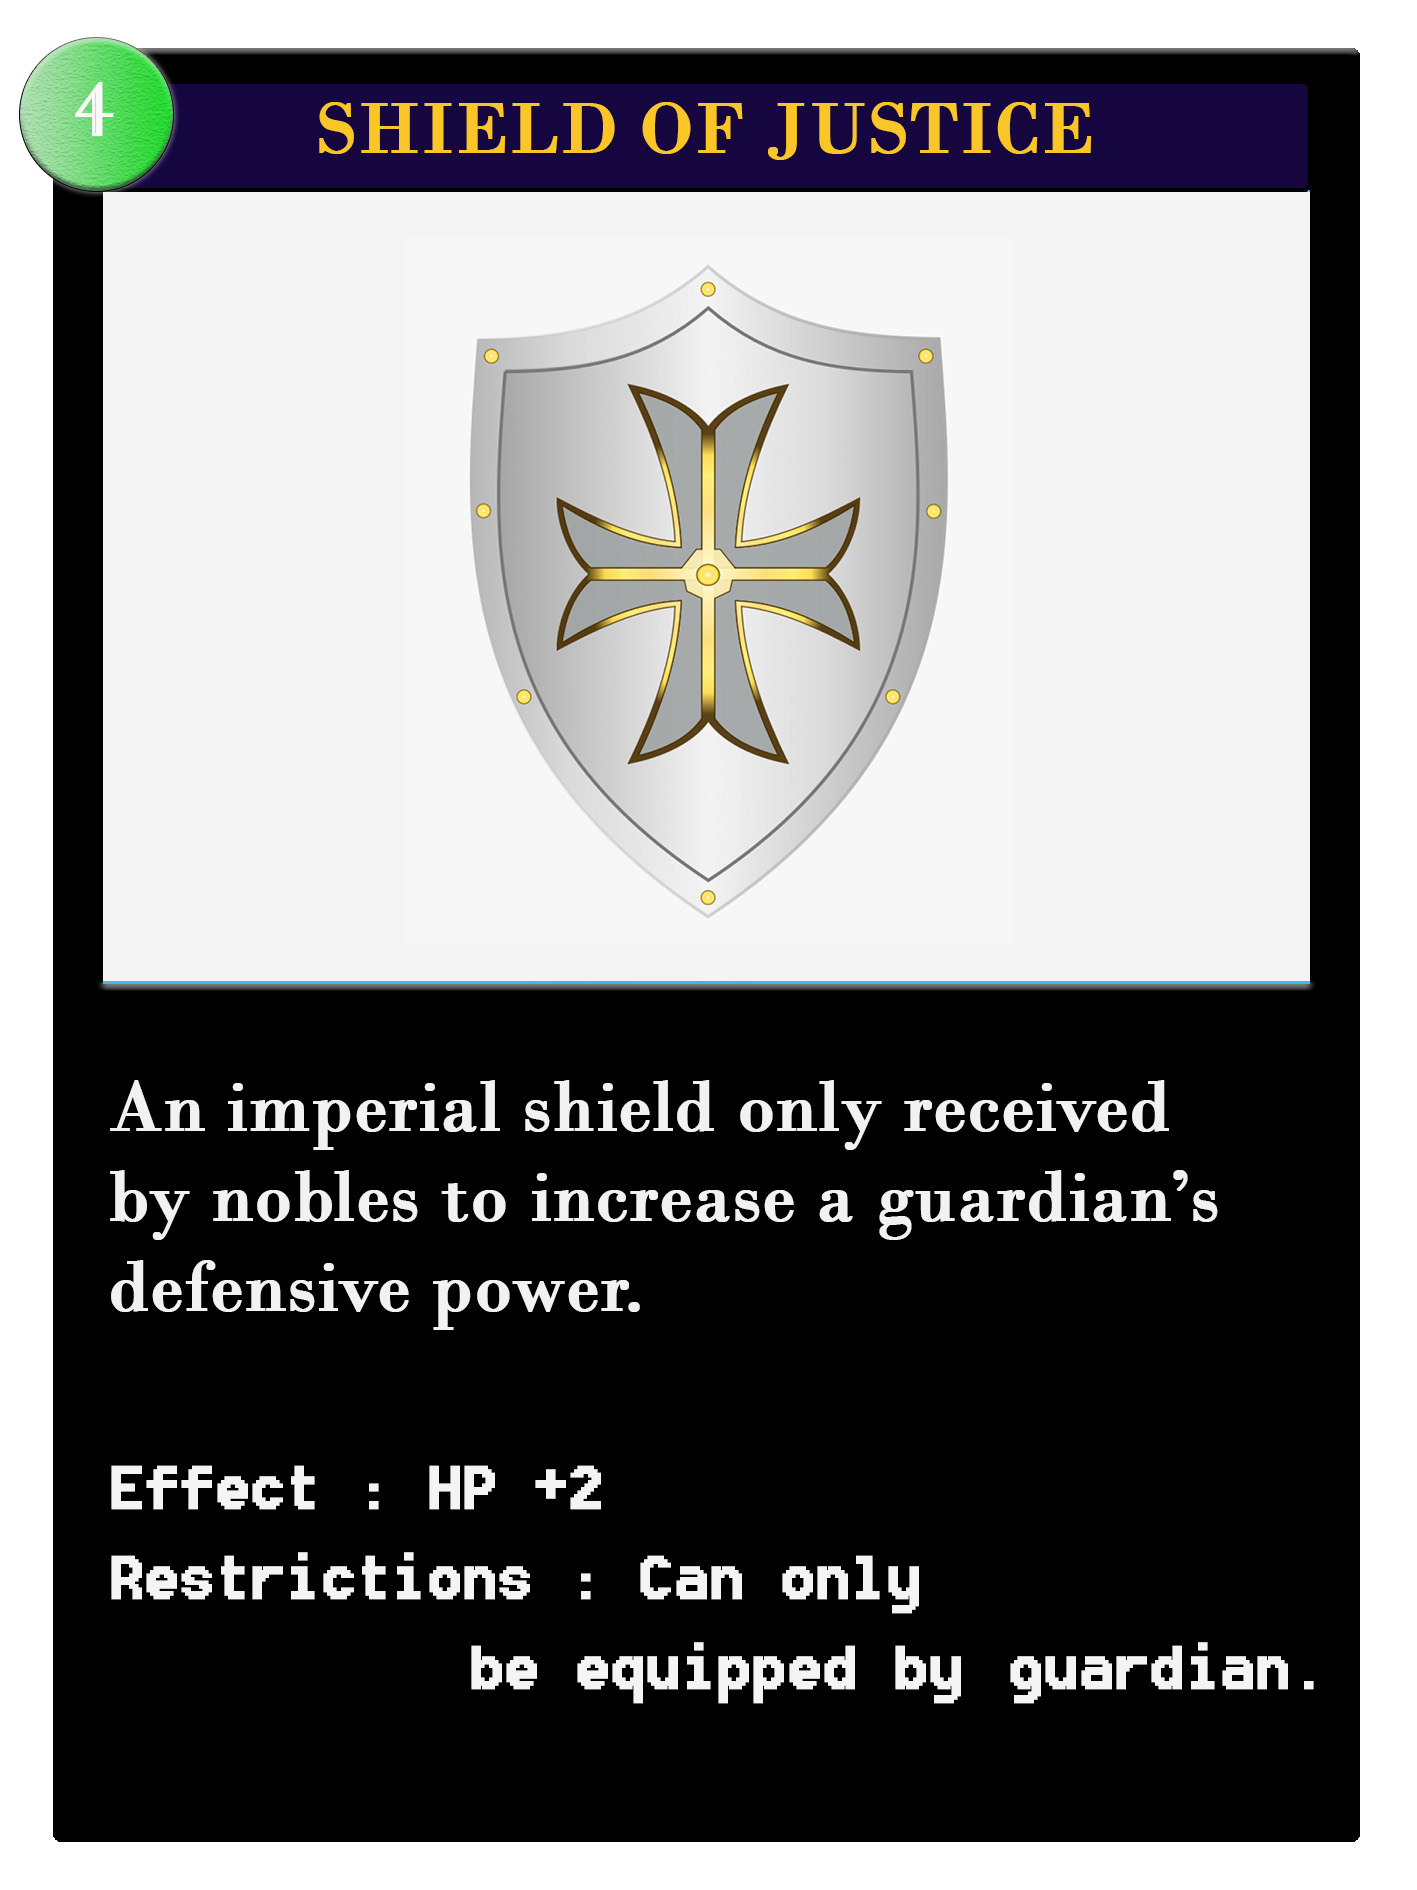 4
SHIELD OF JUSTICE
An imperial shield only received
by nobles to increase a guardian’s
defensive power.
Effect : HP +2
Restrictions : Can only
be equipped by guardian.